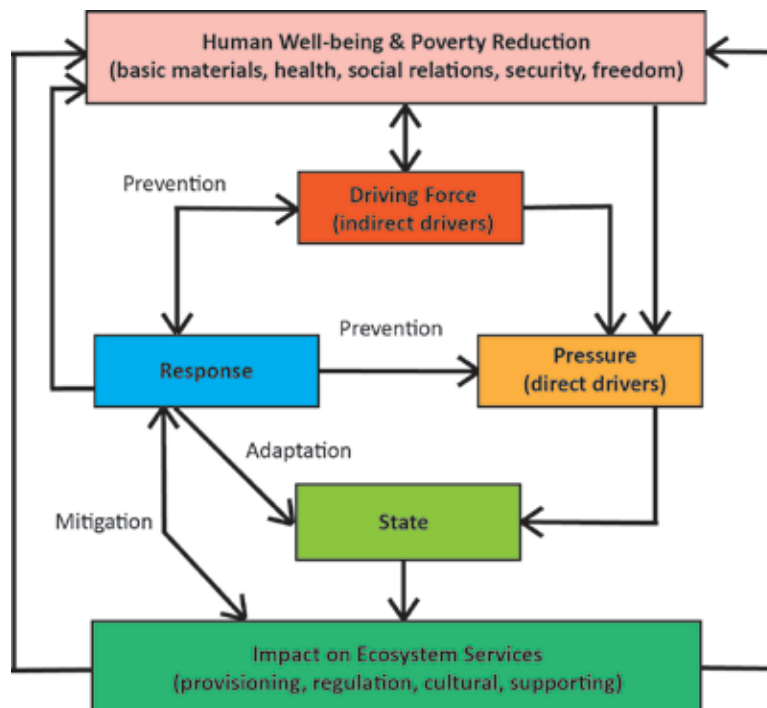 Human Well-being & Poverty Reduction
(basic materials, health, social relations, security, freedom)
Prevention
Driving Force
(indirect drivers)
Prevention
Response
Pressure
(direct drivers)
Adaptation
Mitigation
State
Impact on Ecosystem Services
(provisioning, regulation, cultural, supporting)